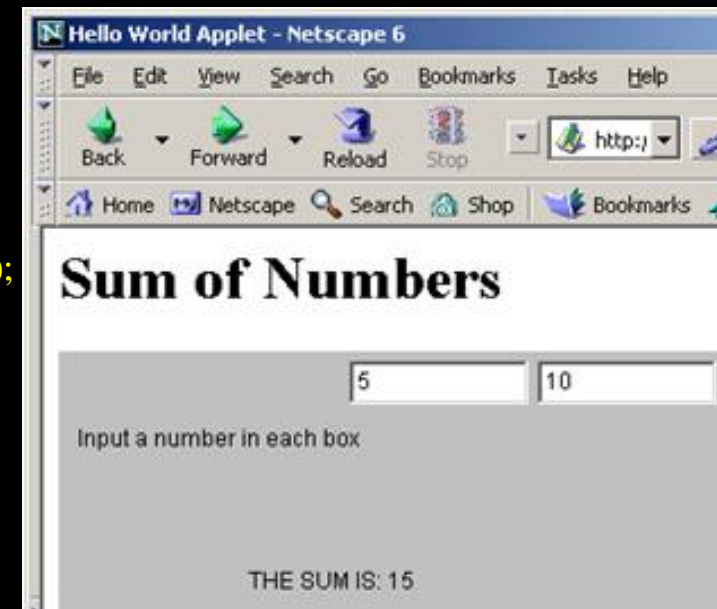 Hello World Applet - Netscape 6
File Edit View Search Go Bookmarks Tasks Help
Back Forward Reload Stop http:/
Home Netscape Search Shop Bookmarks
);
Sum of Numbers
5 10
Input a number in each box
THE SUM IS: 15